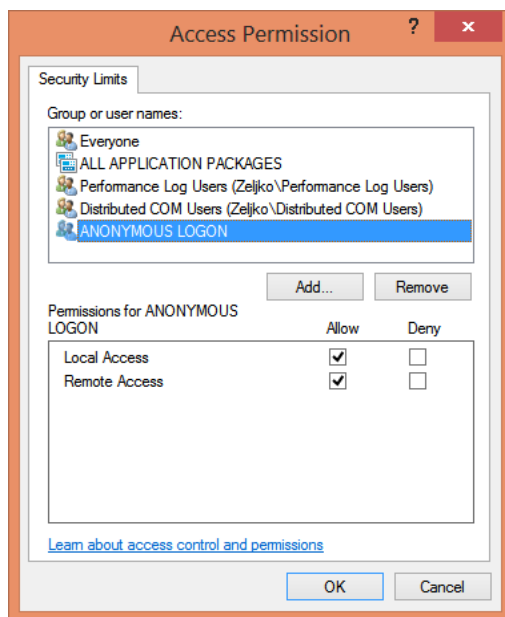 Access Permission
?
x
Security Limits
Group or user names:
Everyone
ALL APPLICATION PACKAGES
Performance Log Users (Zeljko\Performance Log Users)
Distributed COM Users (Zeljko\Distributed COM Users)
ANONYMOUS LOGON
Add...
Remove
Permissions for ANONYMOUS
LOGON
Allow
Deny
Local Access
Remote Access
Learn about access control and permissions
OK
Cancel